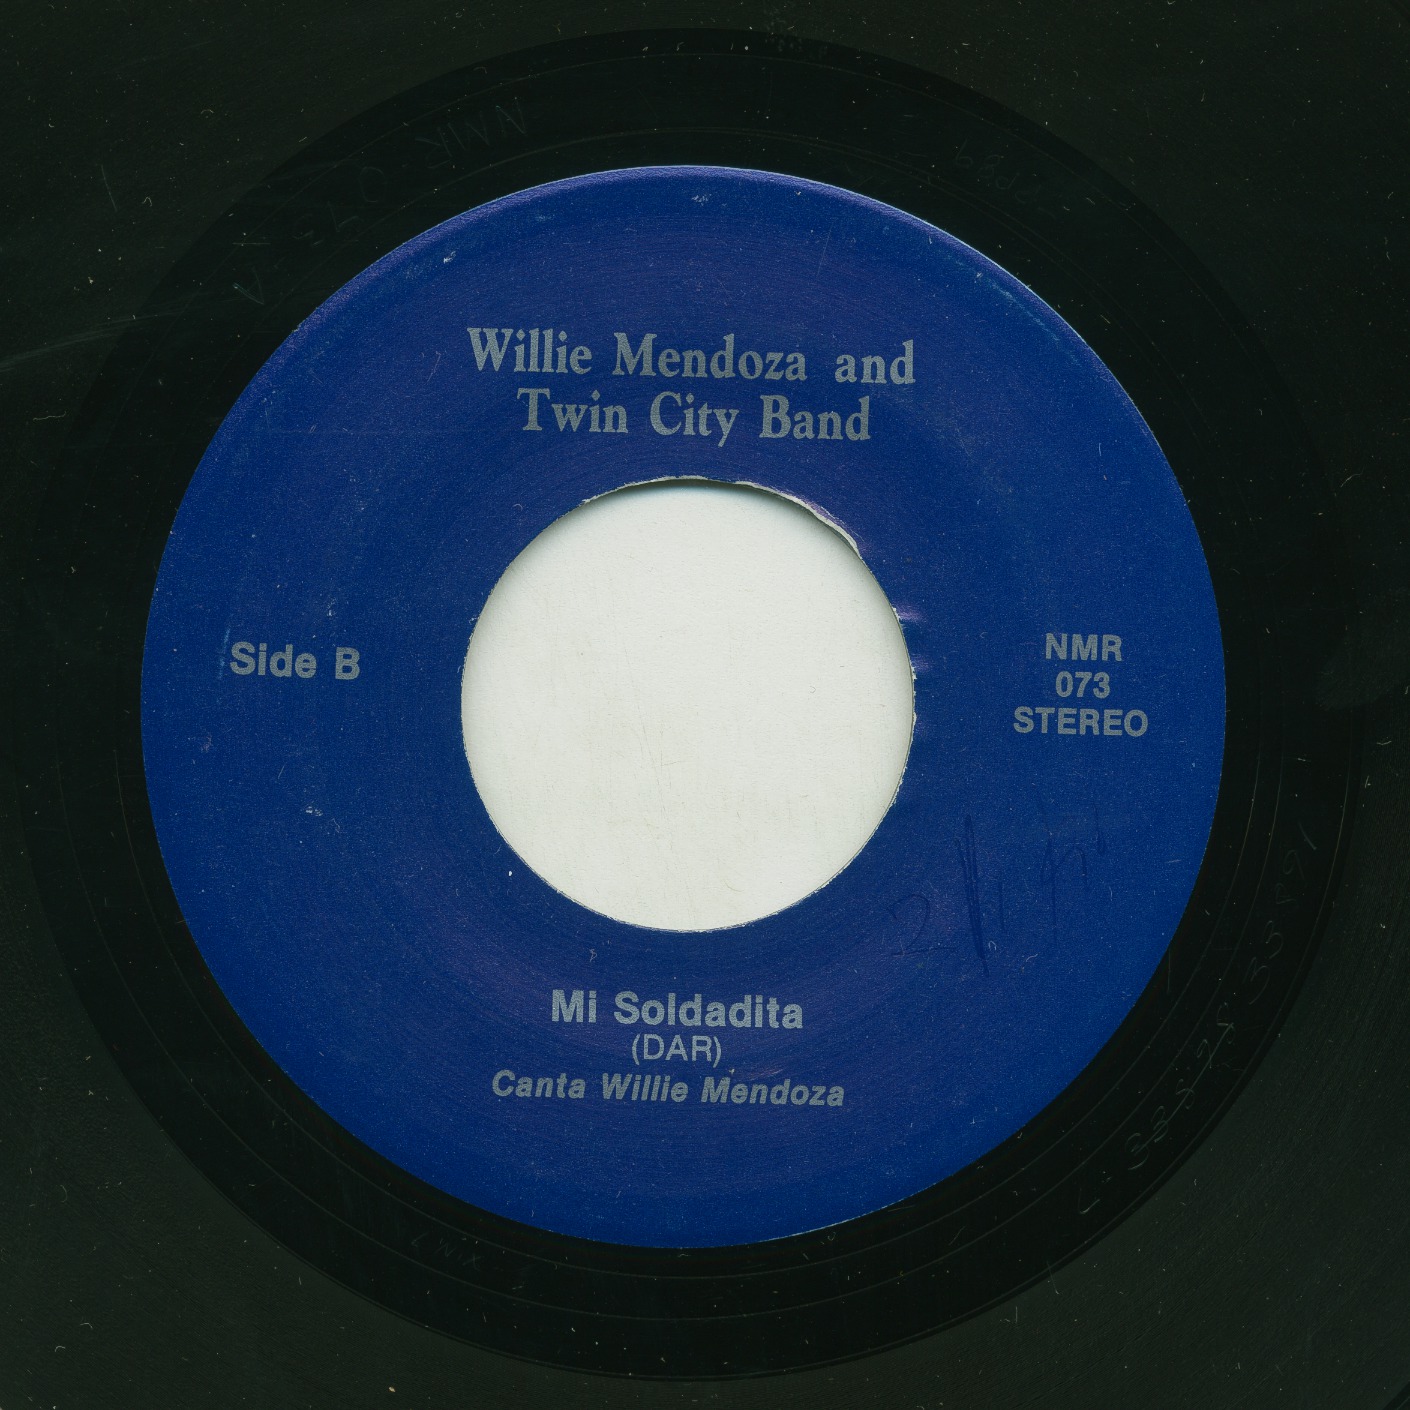 Willie Mendoza and
Twin City Band
Side B
NMR
073
STEREO
Mi Soldadita
(DAR)
Canta Willie Mendoza